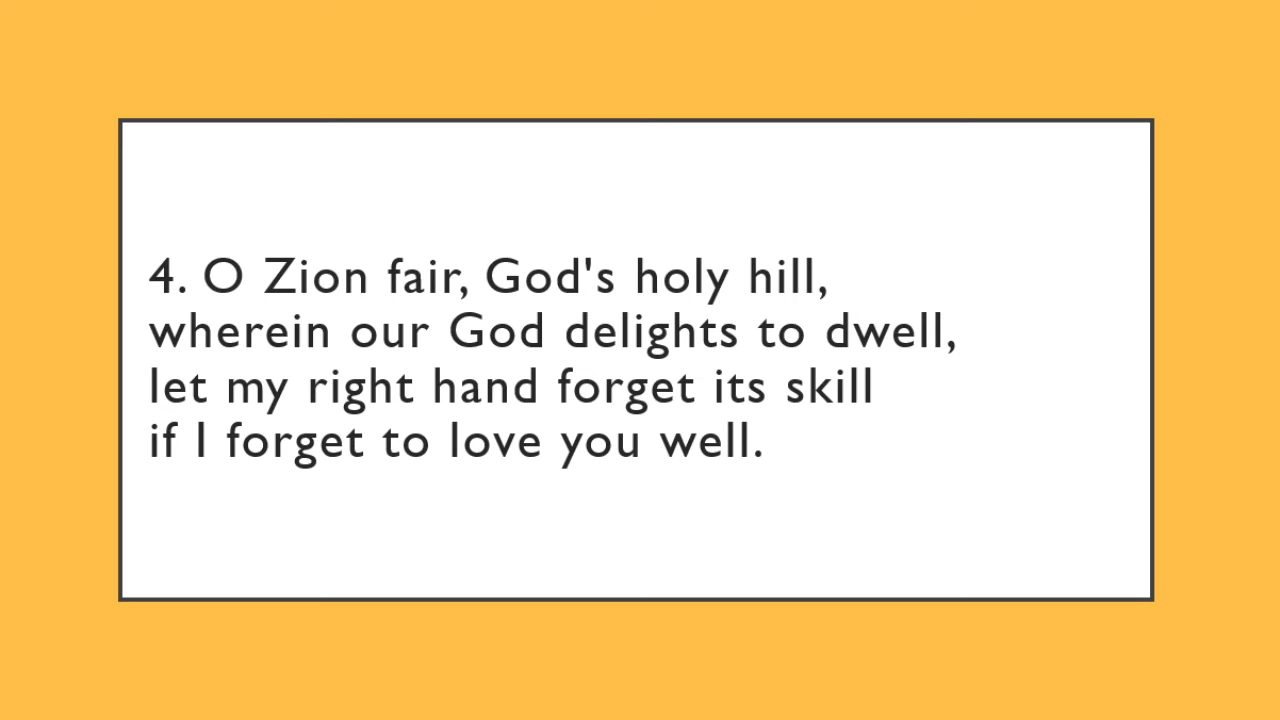 4. O Zion fair, God's holy hill,
wherein our God delights to dwell,
let my right hand forget its skill
if I forget to love you well.